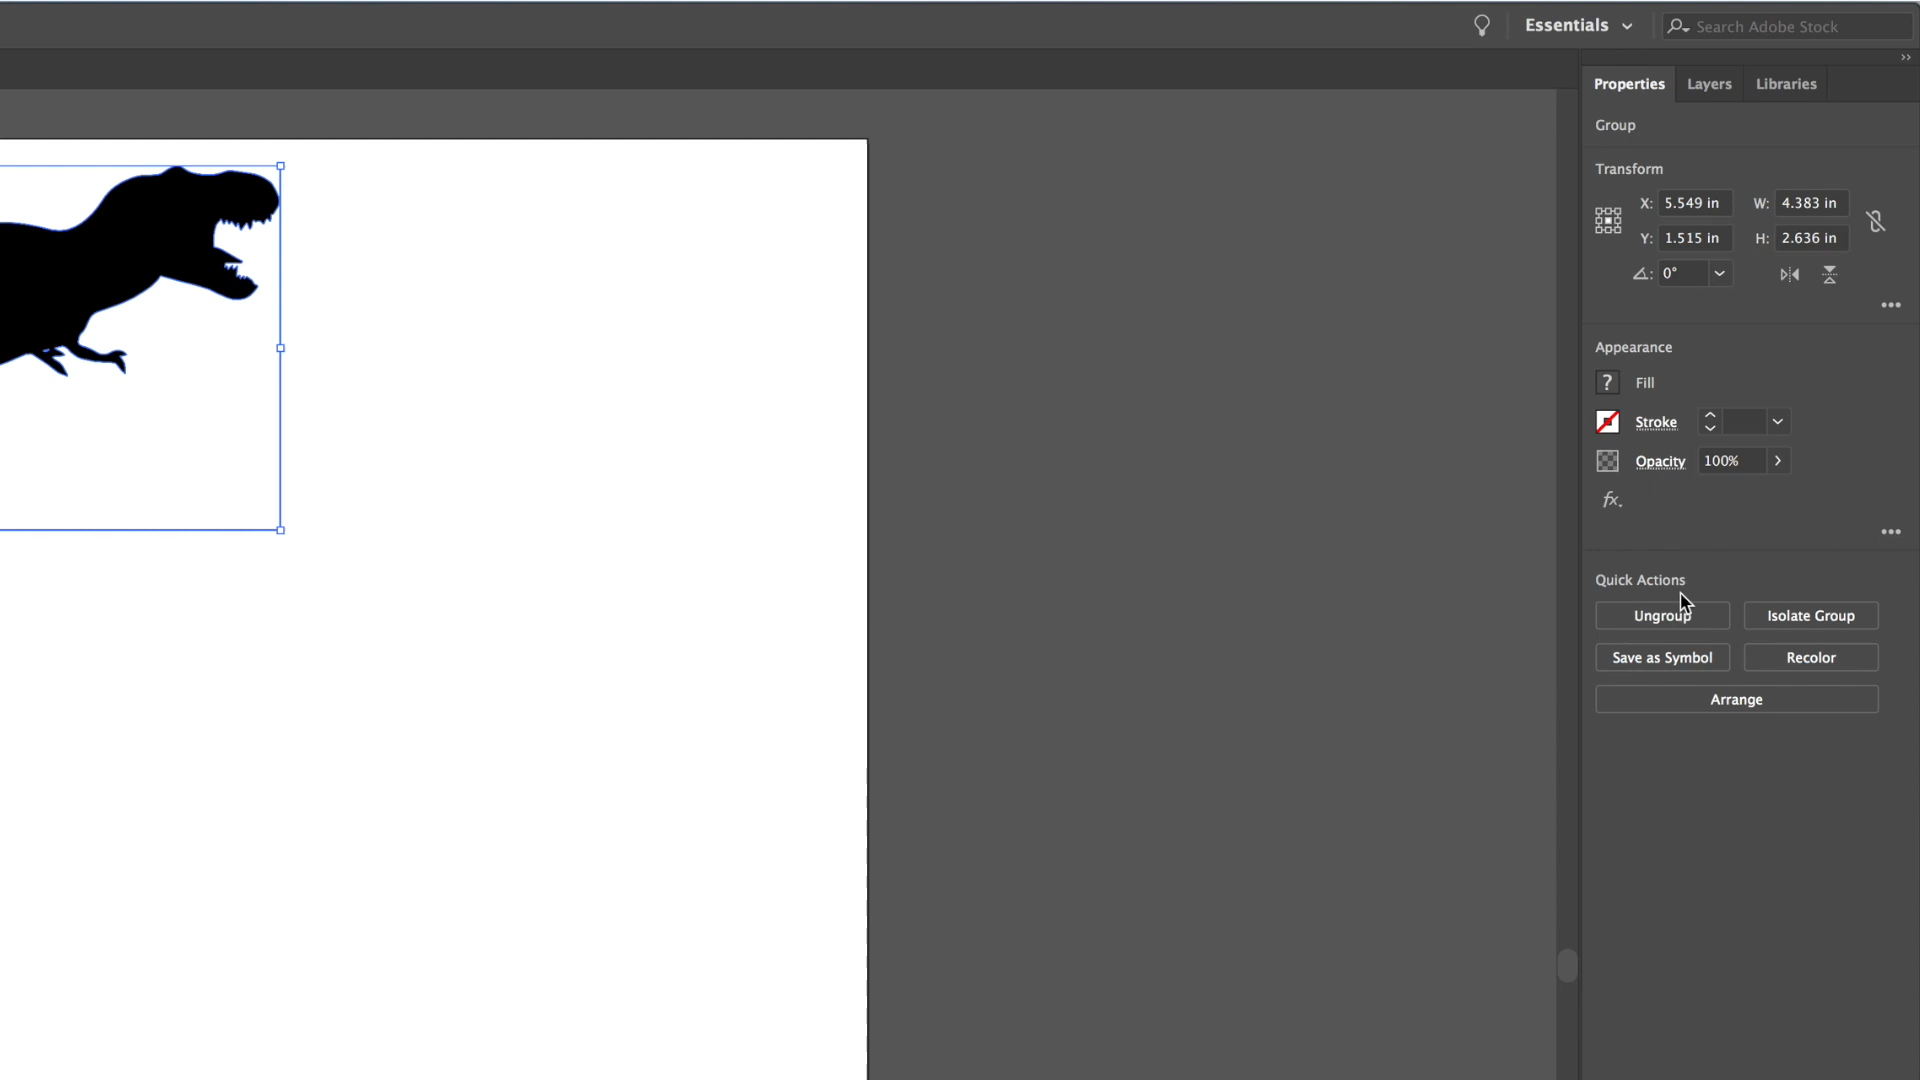 Essentials
Search Adobe Stock
Properties Layers Libraries
Group
Transform
X: 5.549 in W: 4.383 in
Y: 1.515 in H: 2.636 in
0°
Appearance
? Fill
Stroke
Opacity 100%
fx.
Quick Actions
Ungroup Isolate Group
Save as Symbol Recolor
Arrange